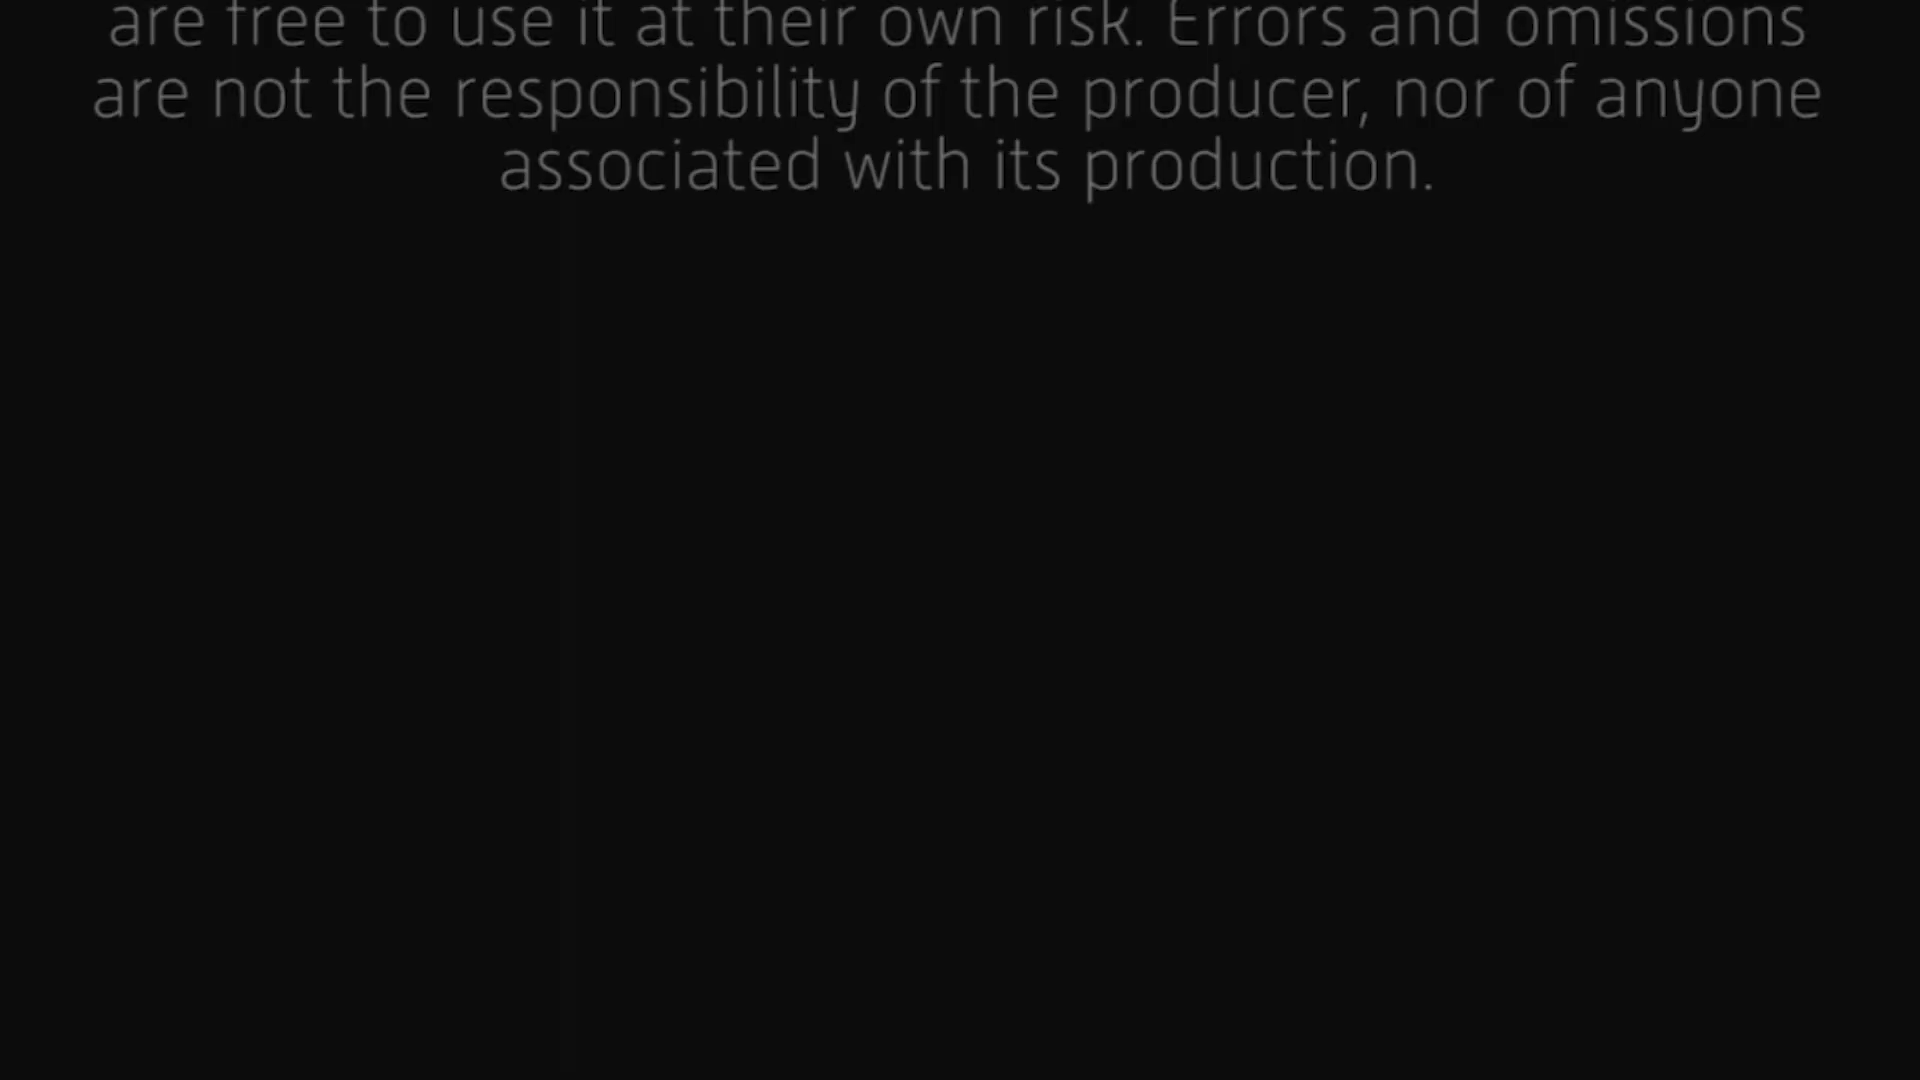 are free to use it at their own risk. Errors and omissions
are not the responsibility of the producer, nor of anyone
associated with its production.